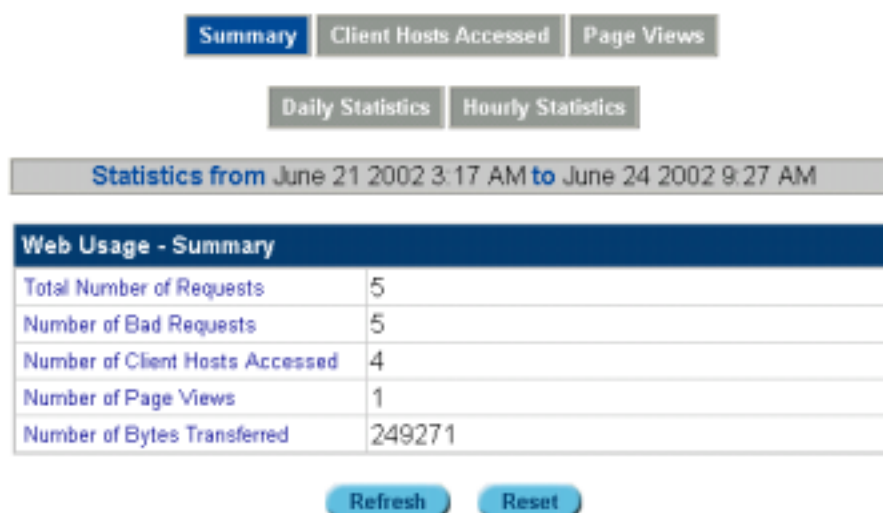 Summary Client Hosts Accessed Page Views
Daily Statistics Hourly Statistics
Statistics from June 21 2002 3:17 AM to June 24 2002 9:27 AM
Web Usage - Summary
Total Number of Requests 5
Number of Bad Requests 5
Number of Client Hosts Accessed 4
Number of Page Views 1
Number of Bytes Transferred 249271
Refresh Reset